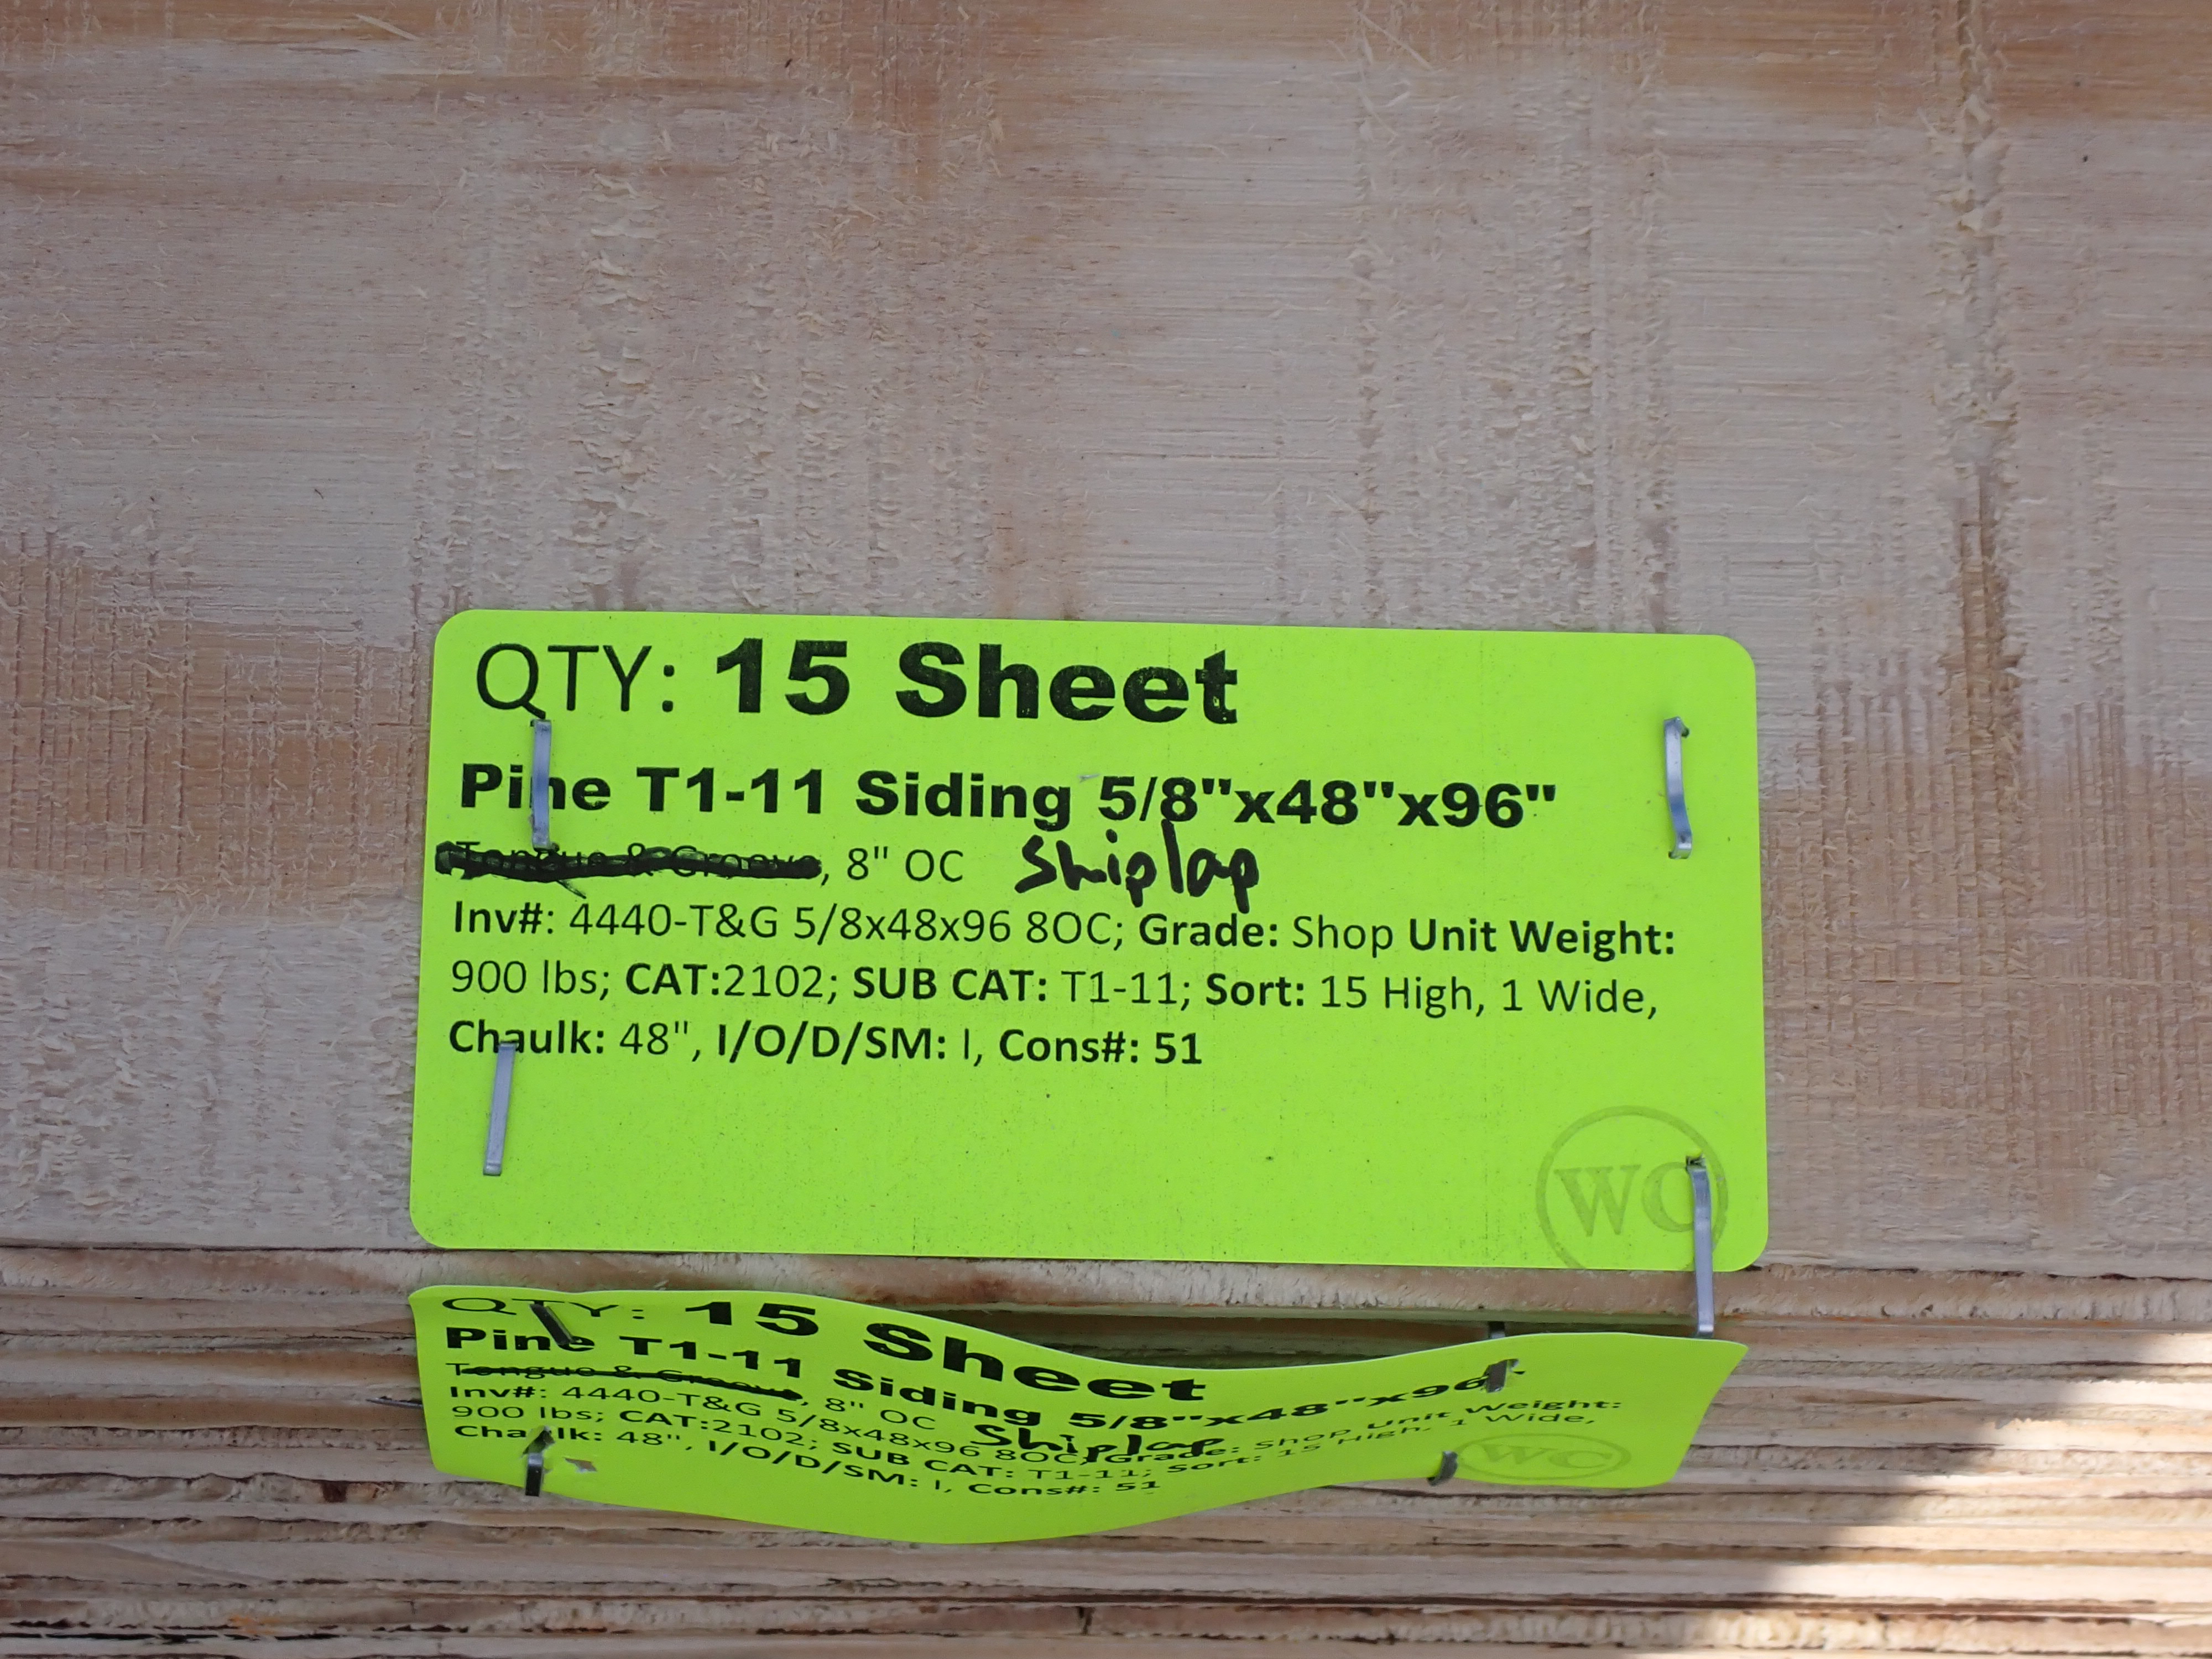 QTY: 15 Sheet
Pine T1-11 Siding 5/8"x48"x96"
Tongue & Groove, 8" OC Shiplap
Inv#: 4440-T&G 5/8x48x96 8OC; Grade: Shop Unit Weight:
900 lbs; CAT:2102; SUB CAT: T1-11; Sort: 15 High, 1 Wide,
Chaulk: 48", I/O/D/SM: I, Cons#: 51
WC
QTY: 15 Sheet
Pine T1-11 Siding 5/8"x48"x96"
Tongue & Groove, 8" OC Shiplap
Inv#: 4440-T&G 5/8x48x96 8OC; Grade: Shop Unit Weight:
900 lbs; CAT:2102; SUB CAT: T1-11; Sort: 15 High, 1 Wide,
Chaulk: 48", I/O/D/SM: I, Cons#: 51
WC